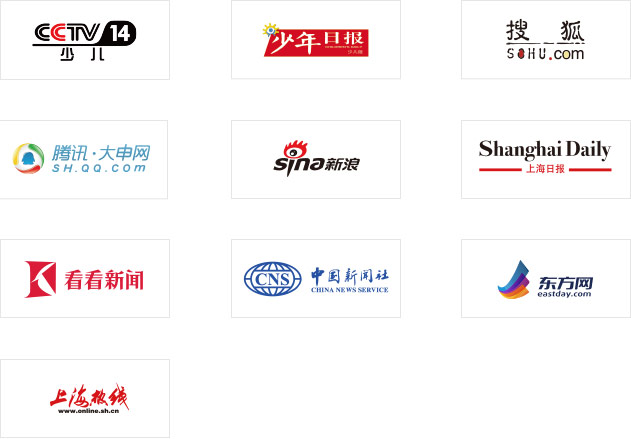 CCTV 14
少儿
少年日报
搜狐
SOHU.com
腾讯·大申网
SH.QQ.COM
sina新浪
Shanghai Daily
上海日报
看看新闻
CNS
中国新闻社
CHINA NEWS SERVICE
东方网
eastday.com
上海热线
www.online.sh.cn